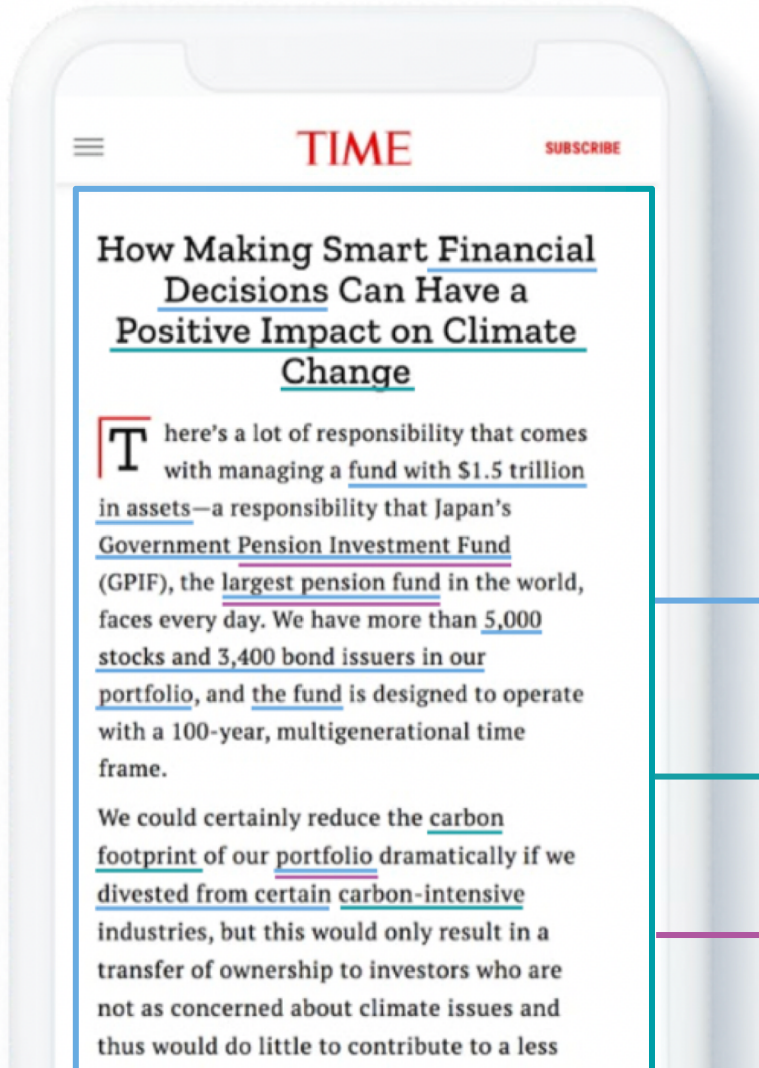 TIME
SUBSCRIBE
How Making Smart Financial
Decisions Can Have a
Positive Impact on Climate
Change
There’s a lot of responsibility that comes
with managing a fund with $1.5 trillion
in assets—a responsibility that Japan’s
Government Pension Investment Fund
(GPIF), the largest pension fund in the world,
faces every day. We have more than 5,000
stocks and 3,400 bond issuers in our
portfolio, and the fund is designed to operate
with a 100-year, multigenerational time
frame.
We could certainly reduce the carbon
footprint of our portfolio dramatically if we
divested from certain carbon-intensive
industries, but this would only result in a
transfer of ownership to investors who are
not as concerned about climate issues and
thus would do little to contribute to a less